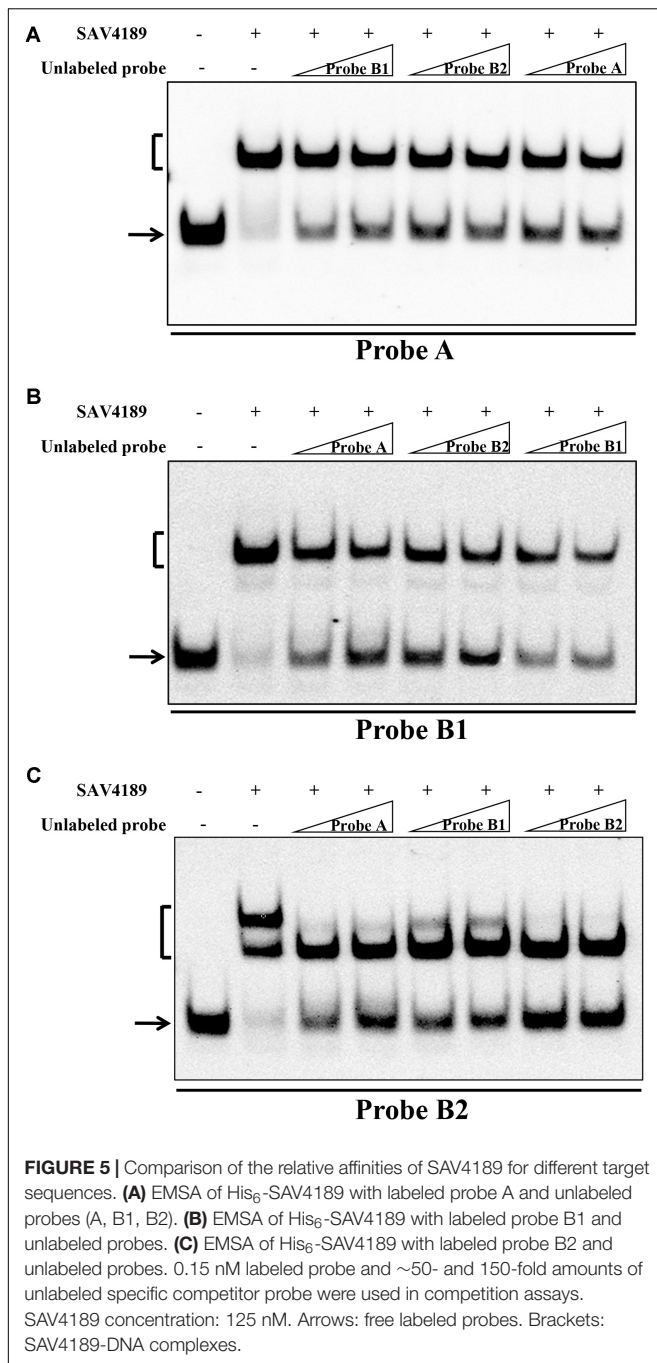 A
SAV4189 - + + + + + + +
Unlabeled probe - - Probe B1 Probe B2 Probe A
Probe A
B
SAV4189 - + + + + + + +
Unlabeled probe - - Probe A Probe B2 Probe B1
Probe B1
C
SAV4189 - + + + + + + +
Unlabeled probe - - Probe A Probe B1 Probe B2
Probe B2
FIGURE 5 | Comparison of the relative affinities of SAV4189 for different target
sequences. (A) EMSA of His₆-SAV4189 with labeled probe A and unlabeled
probes (A, B1, B2). (B) EMSA of His₆-SAV4189 with labeled probe B1 and
unlabeled probes. (C) EMSA of His₆-SAV4189 with labeled probe B2 and
unlabeled probes. 0.15 nM labeled probe and ∼50- and 150-fold amounts of
unlabeled specific competitor probe were used in competition assays.
SAV4189 concentration: 125 nM. Arrows: free labeled probes. Brackets:
SAV4189-DNA complexes.